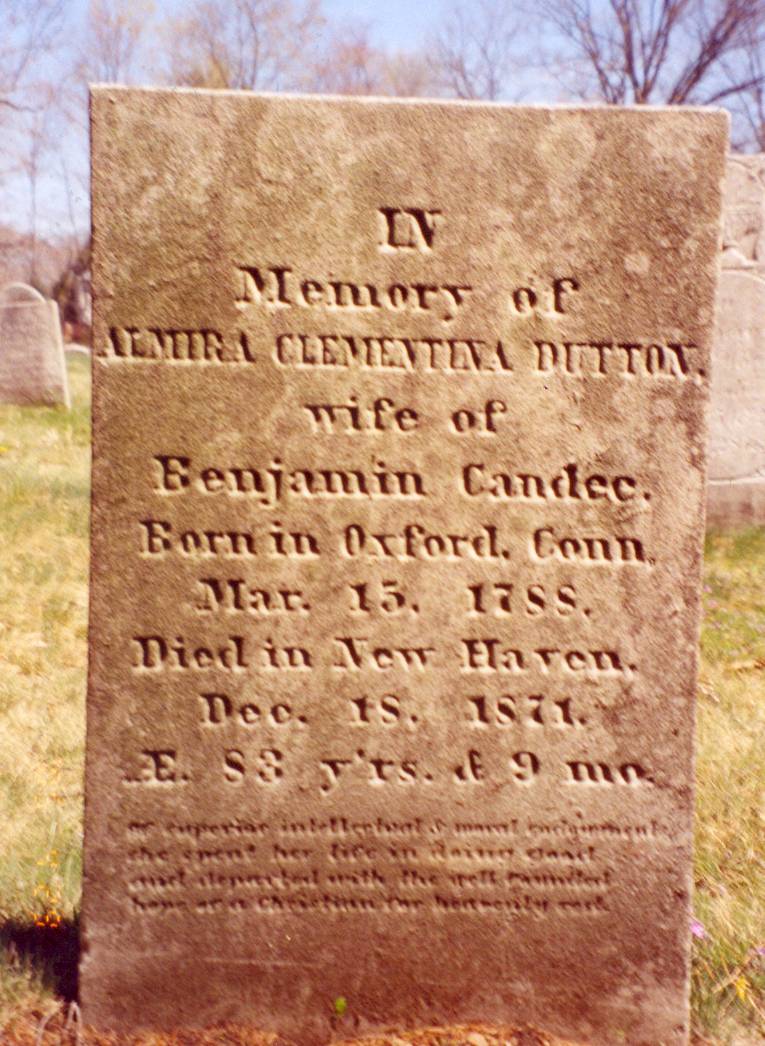 IN
Memory of
ALMIRA CLEMENTINA DUTTON.
wife of
Benjamin Candee.
Born in Oxford. Conn.
Mar. 15. 1788.
Died in New Haven.
Dec. 18. 1871.
Æ. 83 y'rs. & 9 mo.
of superior intellectual & moral endowment
she spent her life in doing good
and departed with the well founded
hope of a Christian for heavenly rest.